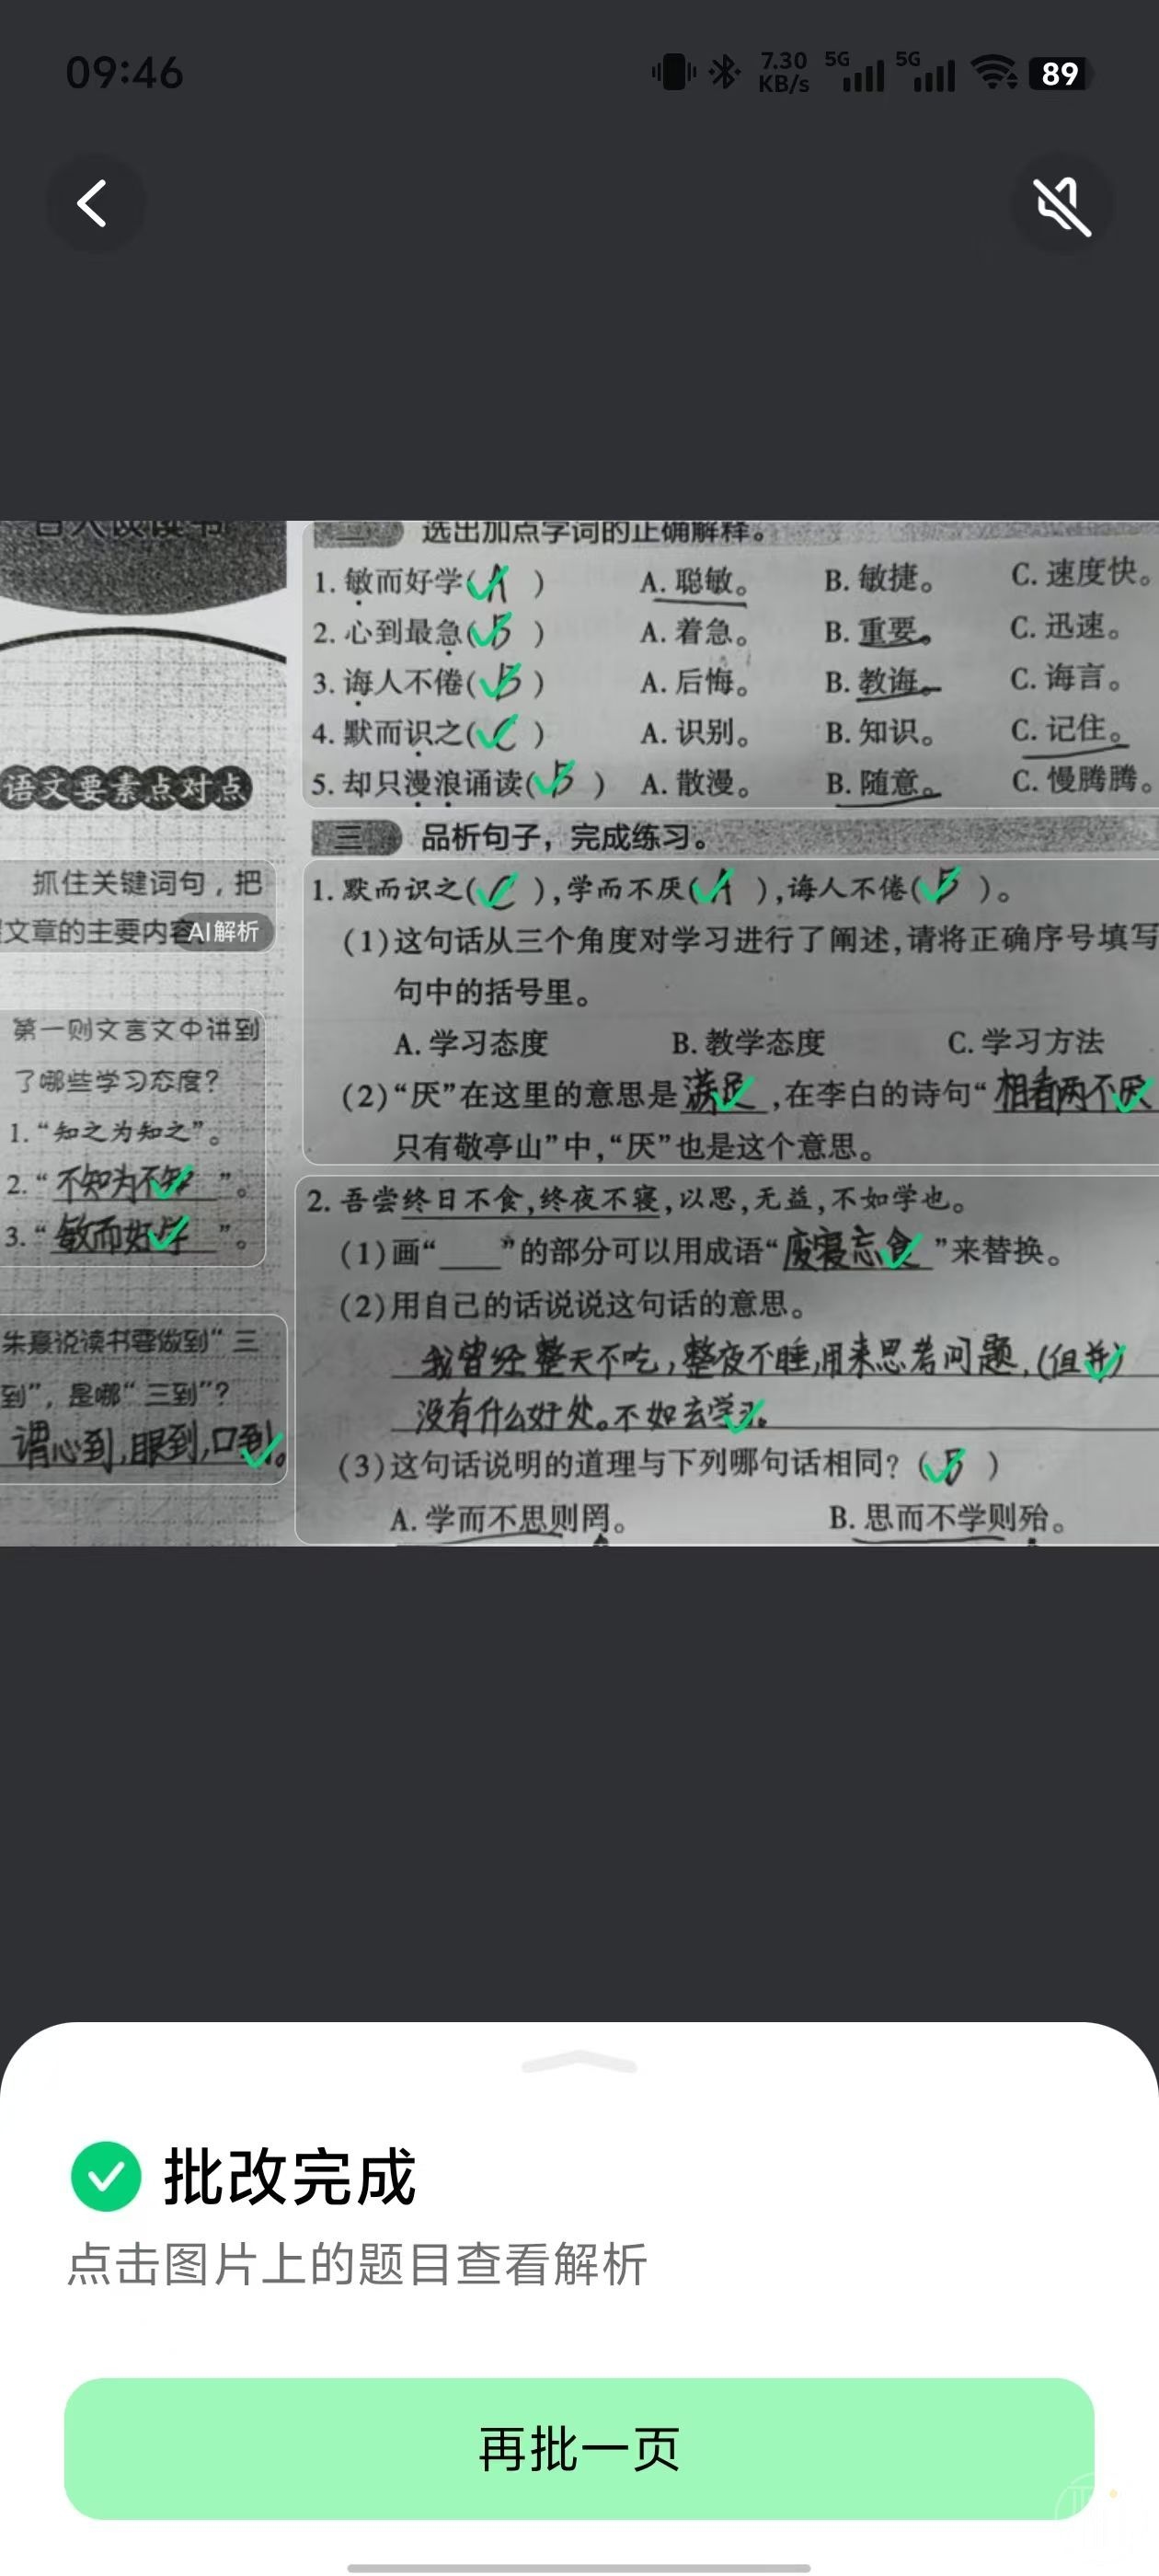 09:46
7.30
KB/s
5G
5G
89
古人谈读书
二 选出加点字词的正确解释。
1. 敏而好学( A ) A. 聪敏。 B. 敏捷。 C. 速度快。
2. 心到最急( B ) A. 着急。 B. 重要。 C. 迅速。
3. 诲人不倦( B ) A. 后悔。 B. 教诲。 C. 诲言。
4. 默而识之( C ) A. 识别。 B. 知识。 C. 记住。
5. 却只漫浪诵读( B ) A. 散漫。 B. 随意。 C. 慢腾腾。
语文要素点对点
抓住关键词句，把
文章的主要内容
AI解析
第一则文言文中讲到
了哪些学习态度？
1. “知之为知之”。
2. “不知为不知”。
3. “敏而好学”。
朱熹说读书要做到“三
到”，是哪“三到”？
谓心到，眼到，口到。
三 品析句子，完成练习。
1. 默而识之( C )，学而不厌( A )，诲人不倦( B )。
(1)这句话从三个角度对学习进行了阐述，请将正确序号填写
句中的括号里。
A. 学习态度 B. 教学态度 C. 学习方法
(2)“厌”在这里的意思是满足，在李白的诗句“相看两不厌
只有敬亭山”中，“厌”也是这个意思。
2. 吾尝终日不食，终夜不寝，以思，无益，不如学也。
(1)画“____”的部分可以用成语“废寝忘食”来替换。
(2)用自己的话说说这句话的意思。
我曾经整天不吃，整夜不睡，用来思考问题，(但并)
没有什么好处。不如去学习。
(3)这句话说明的道理与下列哪句话相同？( B )
A. 学而不思则罔。 B. 思而不学则殆。
批改完成
点击图片上的题目查看解析
再批一页